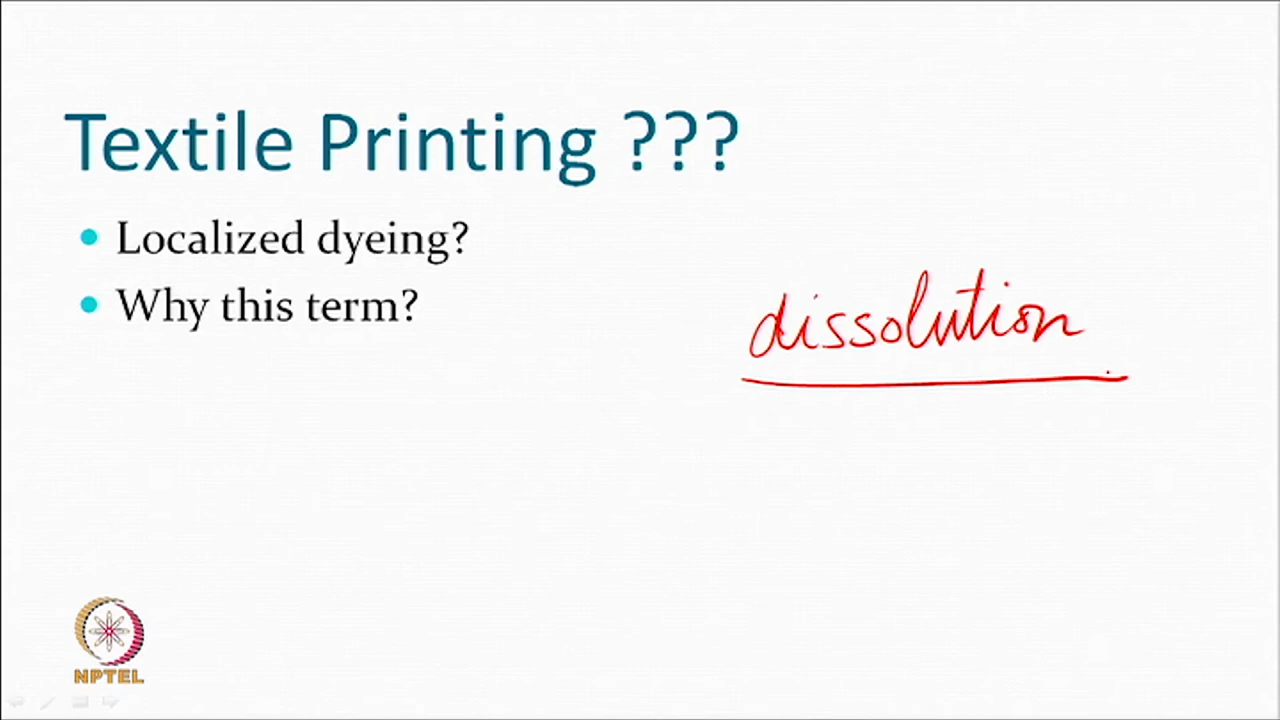 Textile Printing ???
Localized dyeing?
Why this term?
dissolution
NPTEL